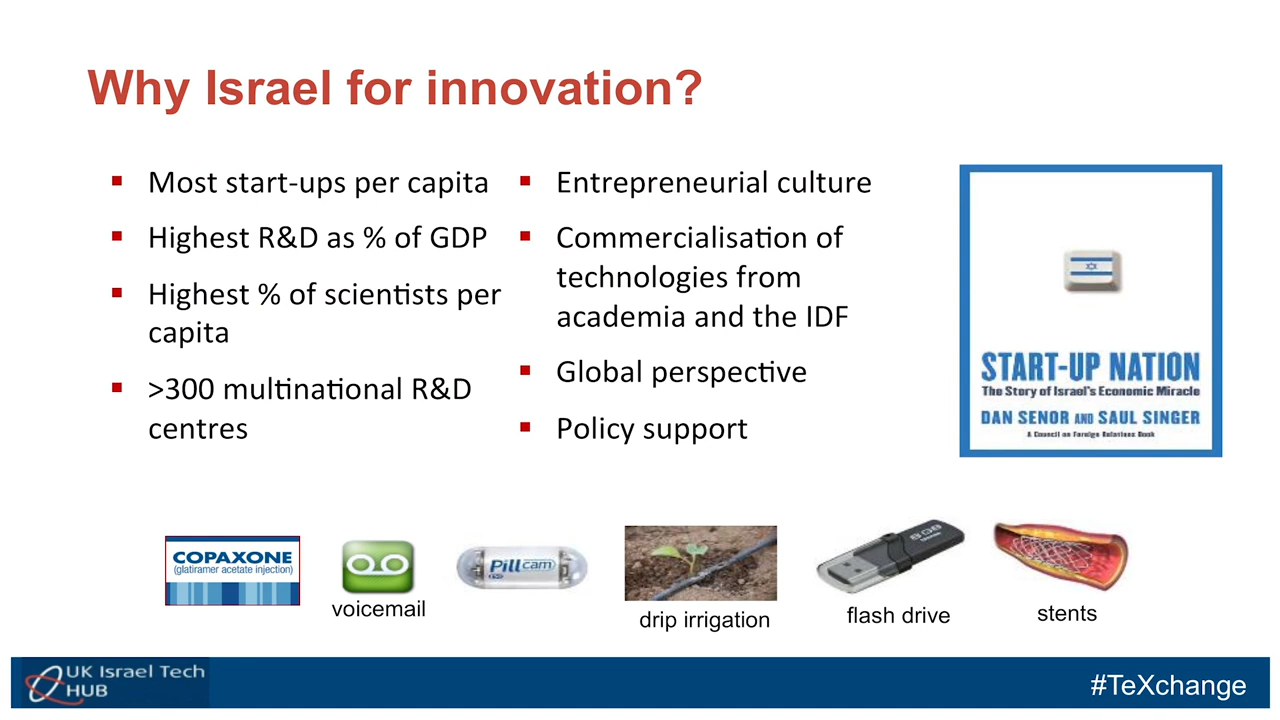 Why Israel for innovation?
Most start-ups per capita
Highest R&D as % of GDP
Highest % of scientists per
capita
>300 multinational R&D
centres
Entrepreneurial culture
Commercialisation of
technologies from
academia and the IDF
Global perspective
Policy support
START-UP NATION
The Story of Israel's Economic Miracle
DAN SENOR AND SAUL SINGER
A Council on Foreign Relations Book
COPAXONE
(glatiramer acetate injection)
voicemail
Pillcam
drip irrigation
8GB
flash drive
stents
UK Israel Tech
HUB
#TeXchange